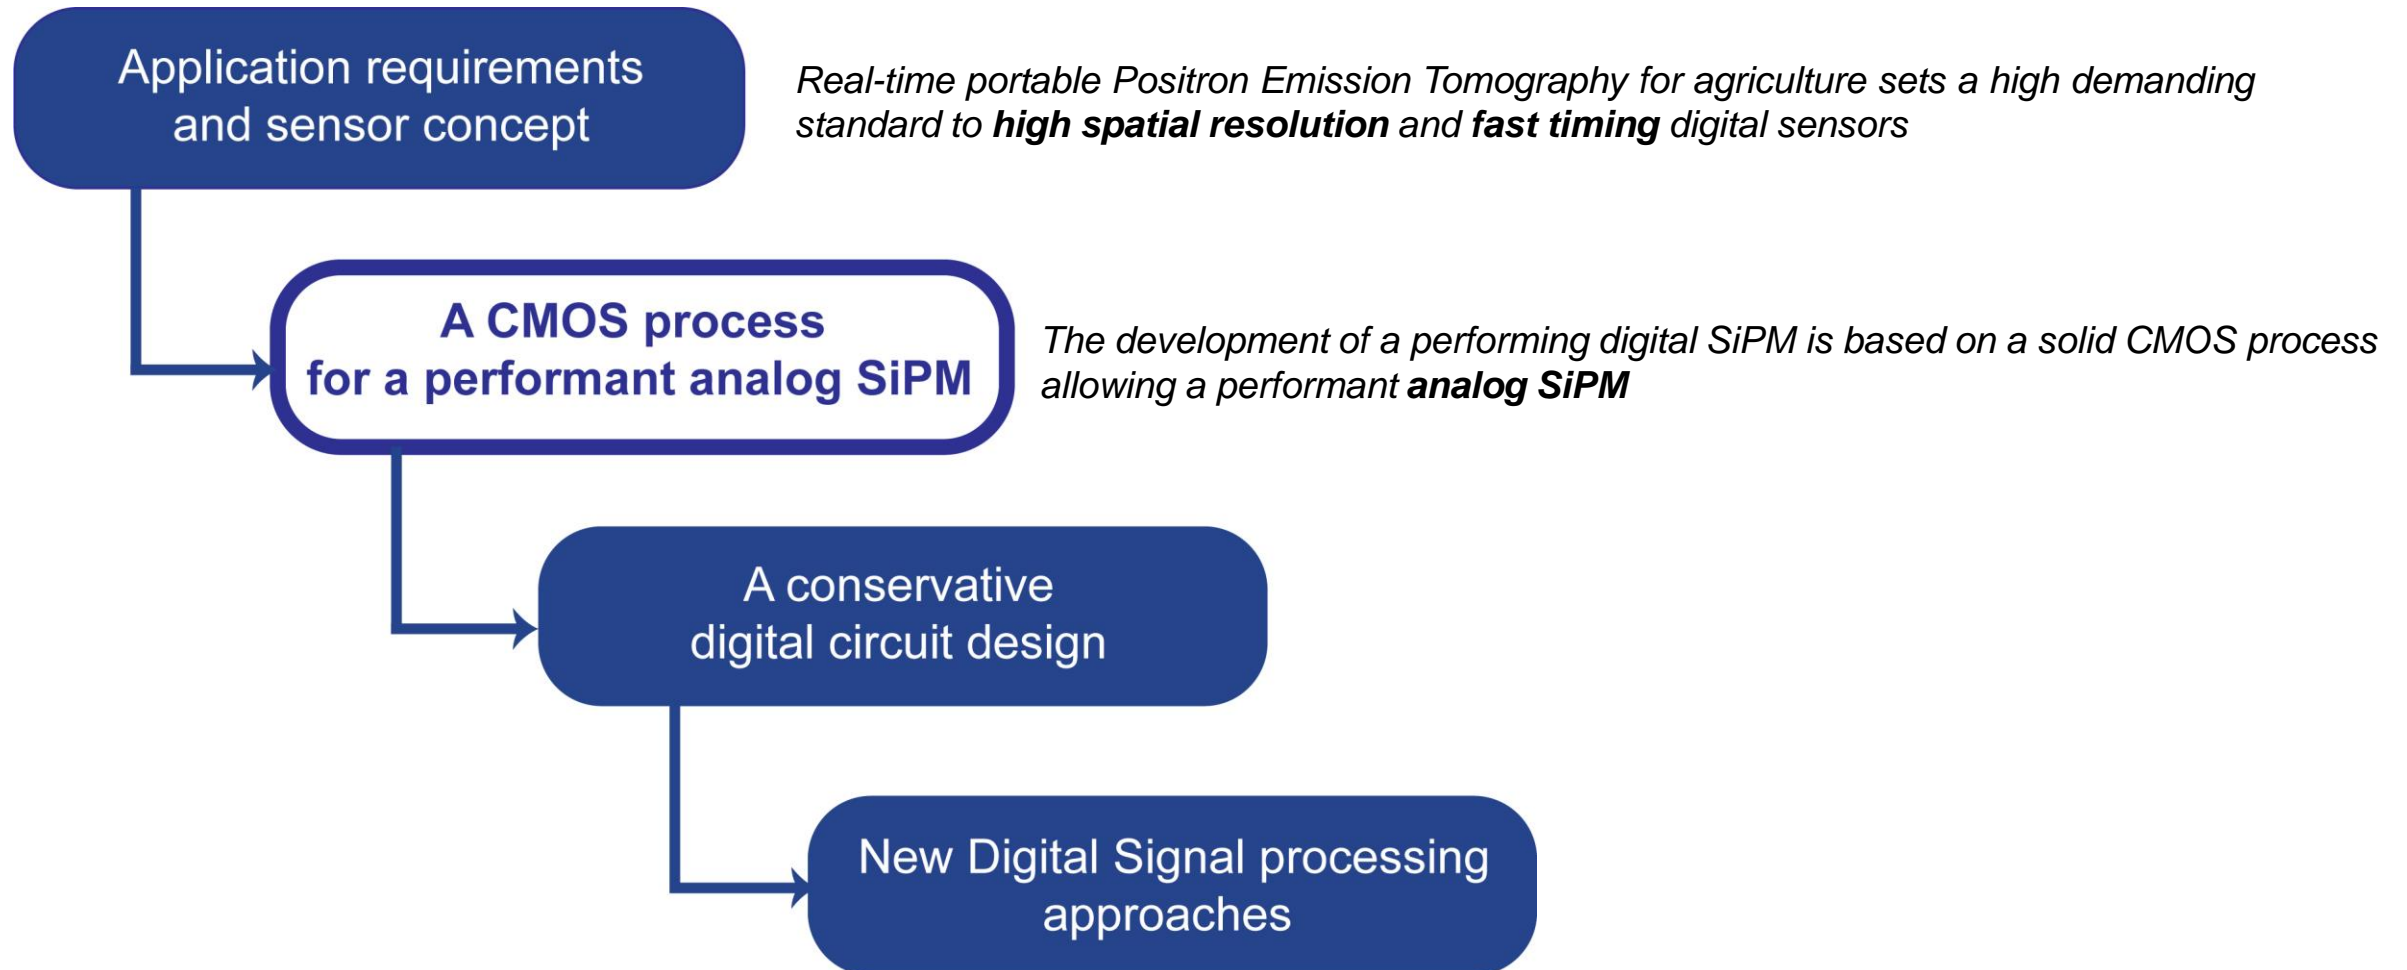 Application requirements
and sensor concept
Real-time portable Positron Emission Tomography for agriculture sets a high demanding
standard to high spatial resolution and fast timing digital sensors
A CMOS process
for a performant analog SiPM
The development of a performing digital SiPM is based on a solid CMOS process
allowing a performant analog SiPM
A conservative
digital circuit design
New Digital Signal processing
approaches